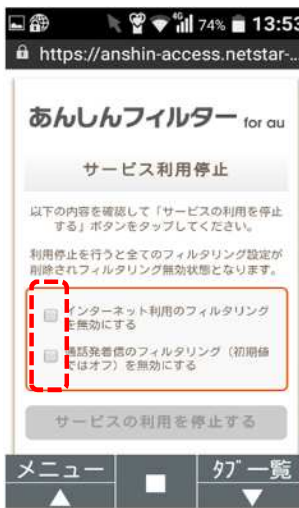 4G 74% 13:53
https://anshin-access.netstar-...
あんしんフィルター for au
サービス利用停止
以下の内容を確認して「サービスの利用を停止
する」ボタンをタップしてください。
利用停止を行うと全てのフィルタリング設定が
削除されフィルタリング無効状態となります。
インターネット利用のフィルタリング
を無効にする
通話発着信のフィルタリング（初期値
ではオフ）を無効にする
サービスの利用を停止する
メニュー ﾀﾌﾞ一覧